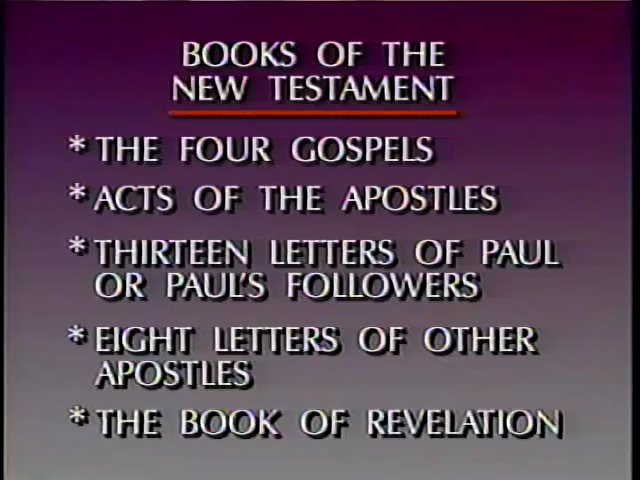 BOOKS OF THE
NEW TESTAMENT
* THE FOUR GOSPELS
* ACTS OF THE APOSTLES
* THIRTEEN LETTERS OF PAUL
OR PAUL'S FOLLOWERS
* EIGHT LETTERS OF OTHER
APOSTLES
* THE BOOK OF REVELATION